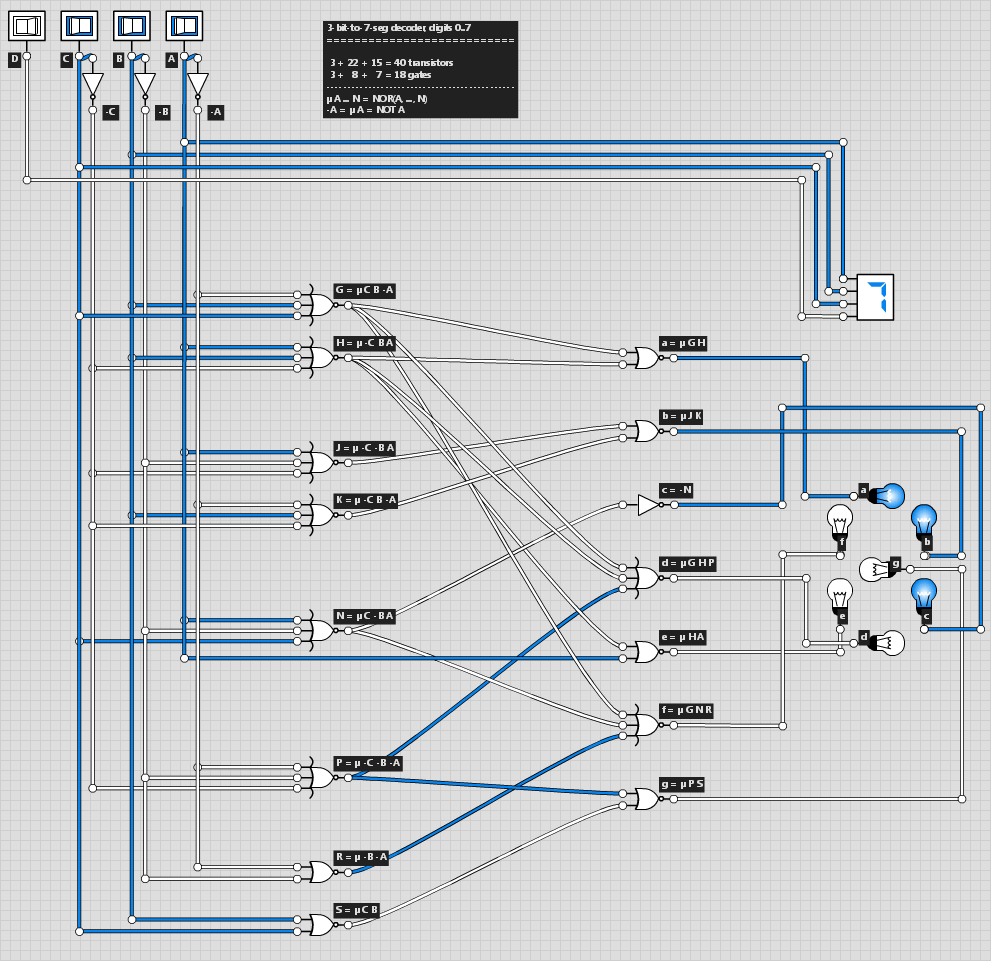 3-bit-to-7-seg decoder, digits 0..7
==========================
3 + 22 + 15 = 40 transistors
3 + 8 + 7 = 18 gates
µ A ... N = NOR(A, ..., N)
-A = µ A = NOT A
D
C
B
A
-C
-B
-A
G = µ C B -A
H = µ -C B A
a = µ G H
b = µ J K
J = µ -C -B A
K = µ -C B -A
c = -N
a
f
b
g
d = µ G H P
e
c
N = µ C -B A
e = µ H A
d
f = µ G N R
P = µ -C -B -A
g = µ P S
R = µ -B -A
S = µ C B